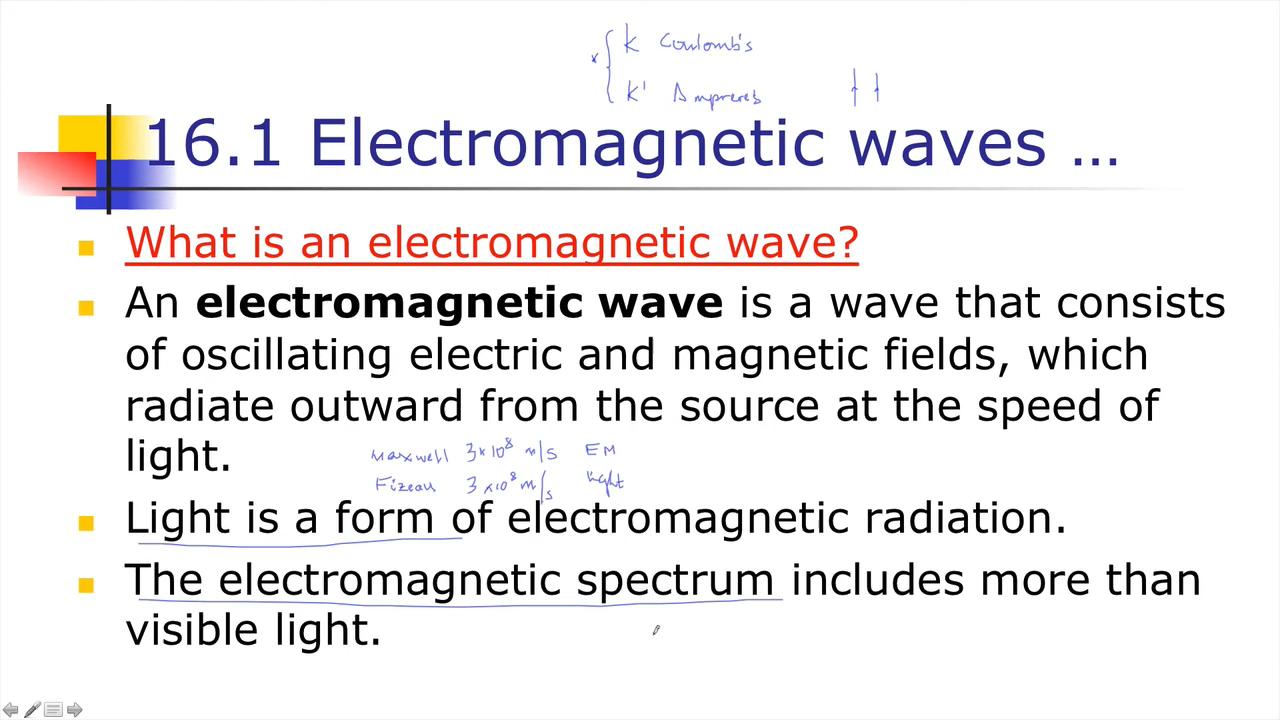 k Coulomb's
k' Ampreres
16.1 Electromagnetic waves …
What is an electromagnetic wave?
An electromagnetic wave is a wave that consists
of oscillating electric and magnetic fields, which
radiate outward from the source at the speed of
light.
Maxwell 3×10⁸ m/s EM
Fizeau 3×10⁸ m/s light
Light is a form of electromagnetic radiation.
The electromagnetic spectrum includes more than
visible light.